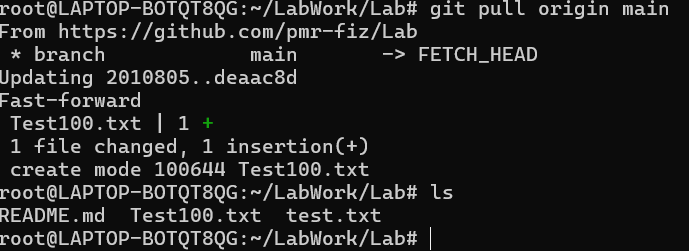 root@LAPTOP-BOTQT8QG:~/LabWork/Lab# git pull origin main
From https://github.com/pmr-fiz/Lab
 * branch            main       -> FETCH_HEAD
Updating 2010805..deaac8d
Fast-forward
 Test100.txt | 1 +
 1 file changed, 1 insertion(+)
 create mode 100644 Test100.txt
root@LAPTOP-BOTQT8QG:~/LabWork/Lab# ls
README.md  Test100.txt  test.txt
root@LAPTOP-BOTQT8QG:~/LabWork/Lab#